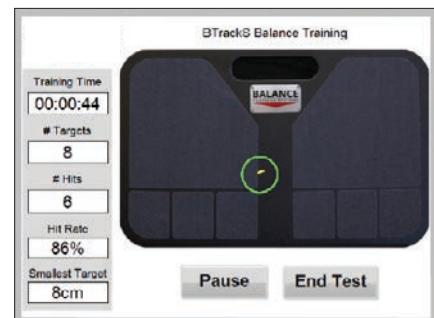 BTrackS Balance Training
Training Time
00:00:44
# Targets
8
# Hits
6
Hit Rate
86%
Smallest Target
8cm
BALANCE
Pause
End Test